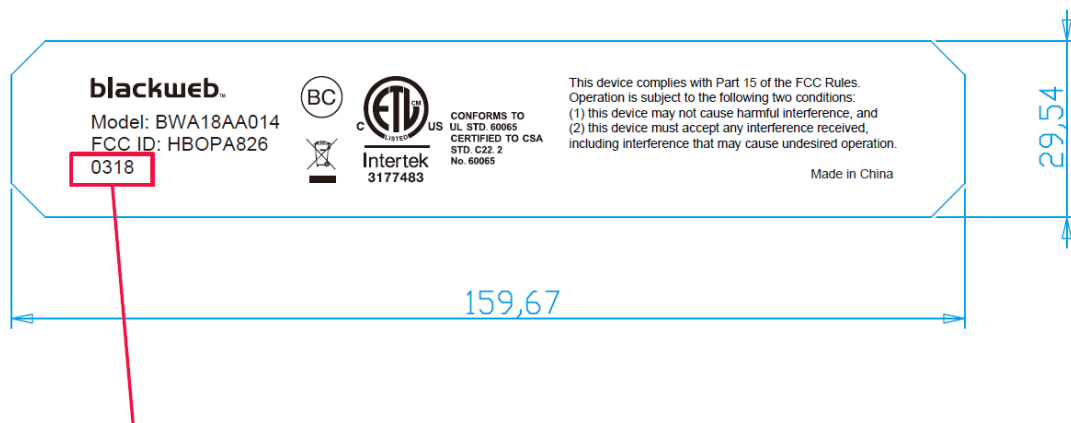 blackweb™
Model: BWA18AA014
FCC ID: HBOPA826
0318
BC
ETL CM
C US
LISTED
Intertek
3177483
CONFORMS TO
UL STD. 60065
CERTIFIED TO CSA
STD. C22. 2
No. 60065
This device complies with Part 15 of the FCC Rules.
Operation is subject to the following two conditions:
(1) this device may not cause harmful interference, and
(2) this device must accept any interference received,
including interference that may cause undesired operation.
Made in China
29,54
159,67